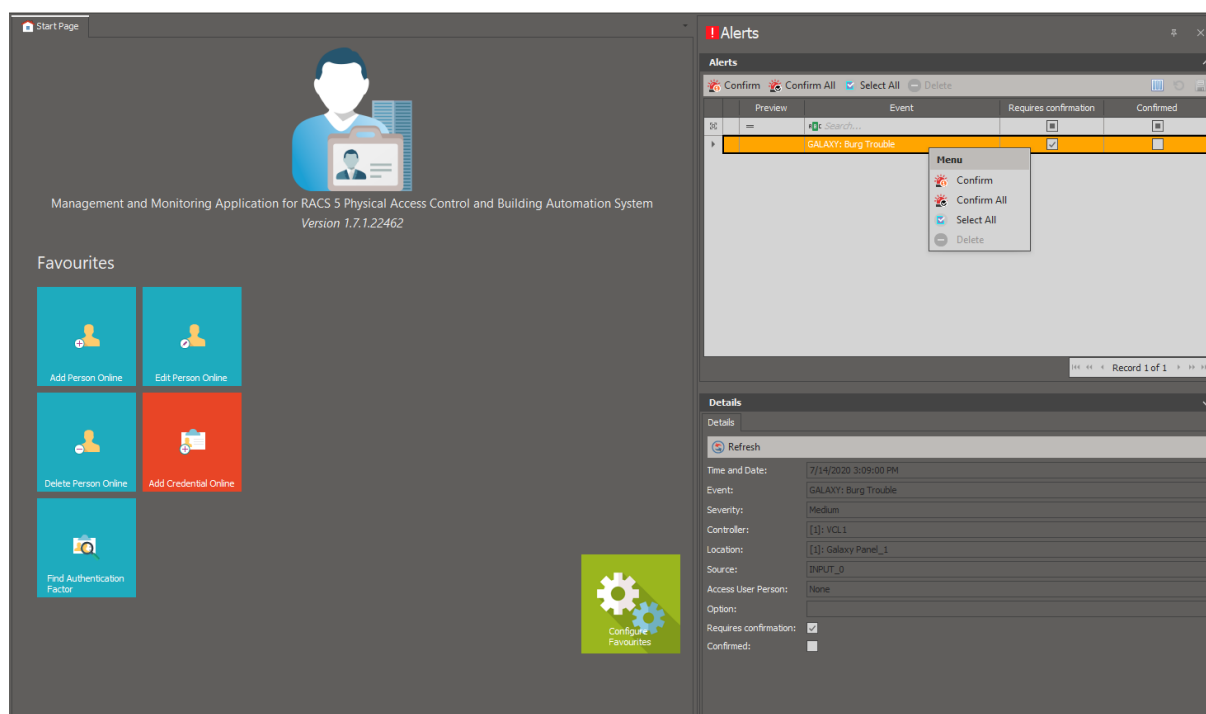 Start Page
Management and Monitoring Application for RACS 5 Physical Access Control and Building Automation System
Version 1.7.1.22462
Favourites
Add Person Online
Edit Person Online
Delete Person Online
Add Credential Online
Find Authentication
Factor
Configure
Favourites
! Alerts
Alerts
Confirm Confirm All Select All Delete
Preview Event Requires confirmation Confirmed
= Search...
GALAXY: Burg Trouble
Menu
Confirm
Confirm All
Select All
Delete
Record 1 of 1
Details
Details
Refresh
Time and Date: 7/14/2020 3:09:00 PM
Event: GALAXY: Burg Trouble
Severity: Medium
Controller: [1]: VCL1
Location: [1]: Galaxy Panel_1
Source: INPUT_0
Access User Person: None
Option:
Requires confirmation:
Confirmed: